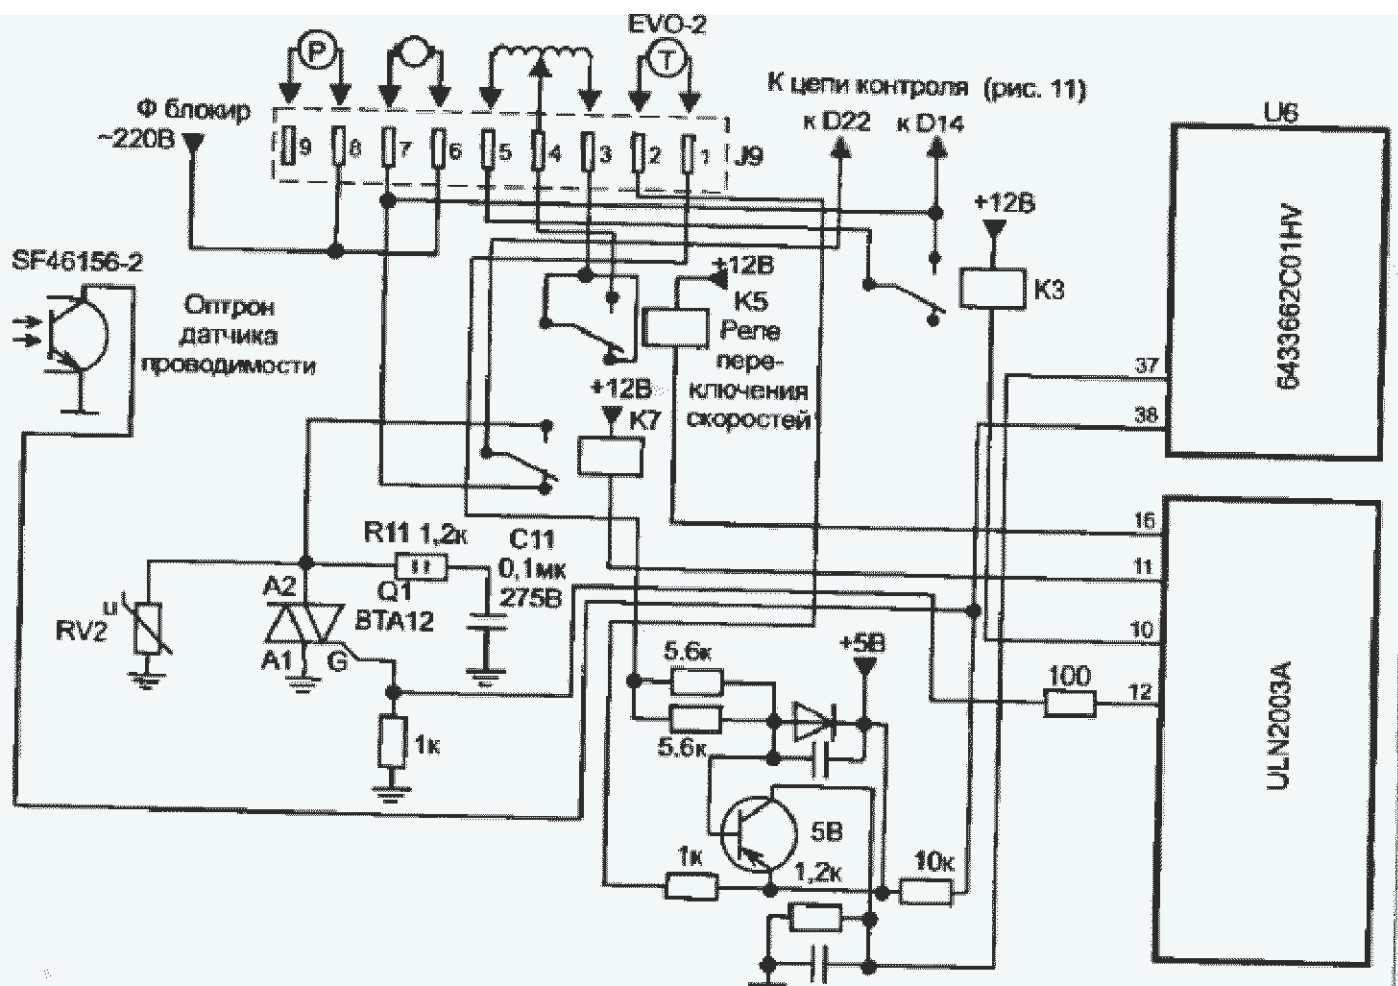 EVO-2
P
T
К цепи контроля (рис. 11)
Ф блокир
~220В
к D22
к D14
U6
9
8
7
6
5
4
3
2
1
J9
+12В
SF46156-2
+12В
K3
Оптрон
датчика
проводимости
K5
Реле
пере-
ключения
скоростей
6433662C01HV
+12В
K7
37
38
R11 1,2к
C11
0,1мк
275В
16
11
A2
Q1
BTA12
u
RV2
A1
G
5.6к
+5В
10
100
12
ULN2003A
1к
5.6к
5В
1к
1,2к
10к